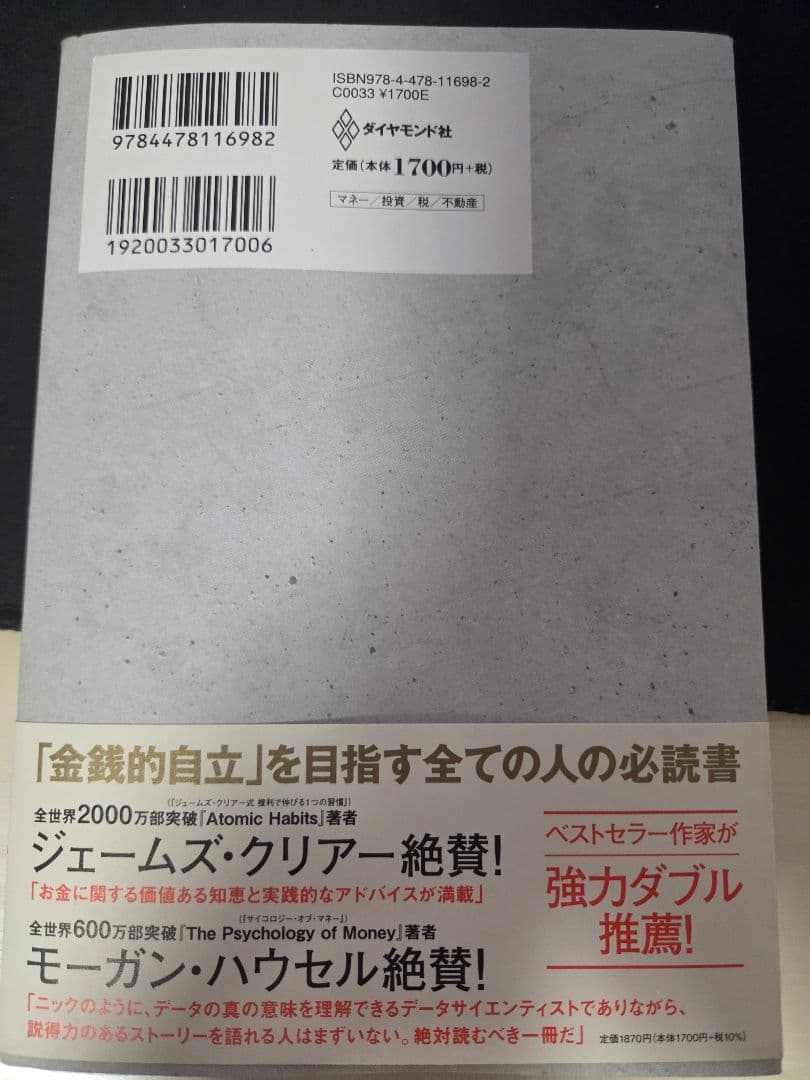 ISBN978-4-478-11698-2
C0033 ¥1700E
9784478116982
ダイヤモンド社
定価(本体1700円+税)
マネー/投資/税/不動産
1920033017006
「金銭的自立」を目指す全ての人の必読書
(『ジェームズ・クリアー式 複利で伸びる1つの習慣』)
全世界2000万部突破『Atomic Habits』著者
ジェームズ・クリアー絶賛!
「お金に関する価値ある知恵と実践的なアドバイスが満載」
(『サイコロジー・オブ・マネー』)
全世界600万部突破『The Psychology of Money』著者
モーガン・ハウセル絶賛!
「ニックのように、データの真の意味を理解できるデータサイエンティストでありながら、
説得力のあるストーリーを語れる人はまずいない。絶対読むべき一冊だ」
ベストセラー作家が
強力ダブル
推薦!
定価1870円(本体1700円+税10%)